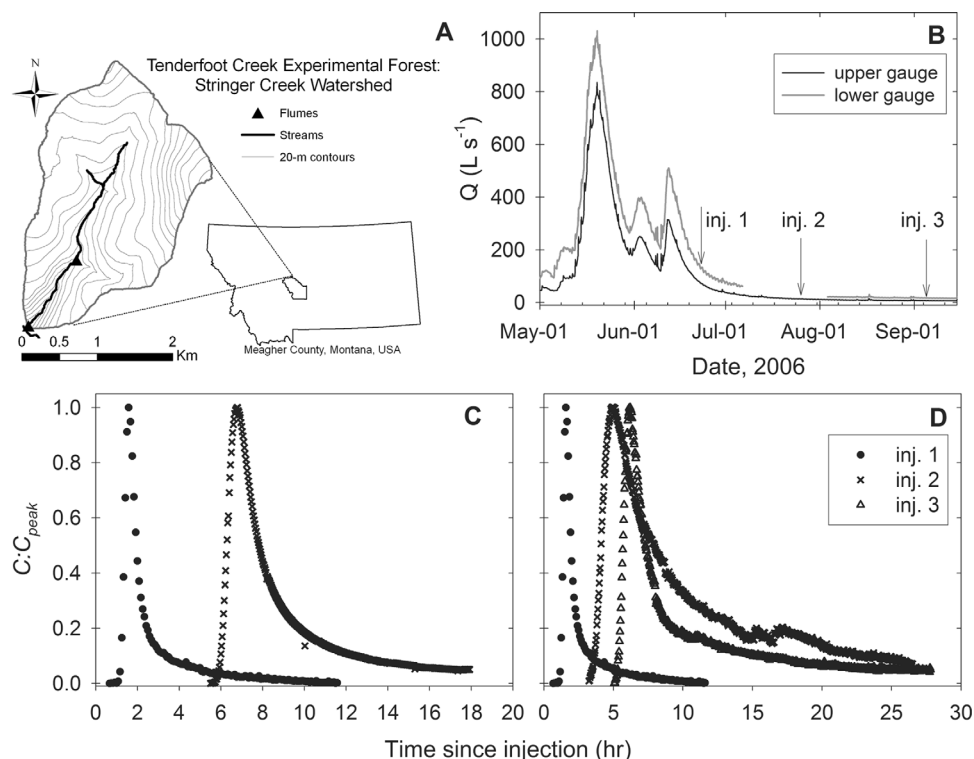 A
N
Tenderfoot Creek Experimental Forest:
Stringer Creek Watershed
Flumes
Streams
20-m contours
0 0.5 1 2
Km
Meagher County, Montana, USA
B
1000
800
600
400
200
0
Q (L s-1)
upper gauge
lower gauge
inj. 1 inj. 2 inj. 3
May-01 Jun-01 Jul-01 Aug-01 Sep-01
Date, 2006
C
1.0
0.8
0.6
0.4
0.2
0.0
C:Cpeak
0 2 4 6 8 10 12 14 16 18 20
D
inj. 1
inj. 2
inj. 3
0 5 10 15 20 25 30
Time since injection (hr)